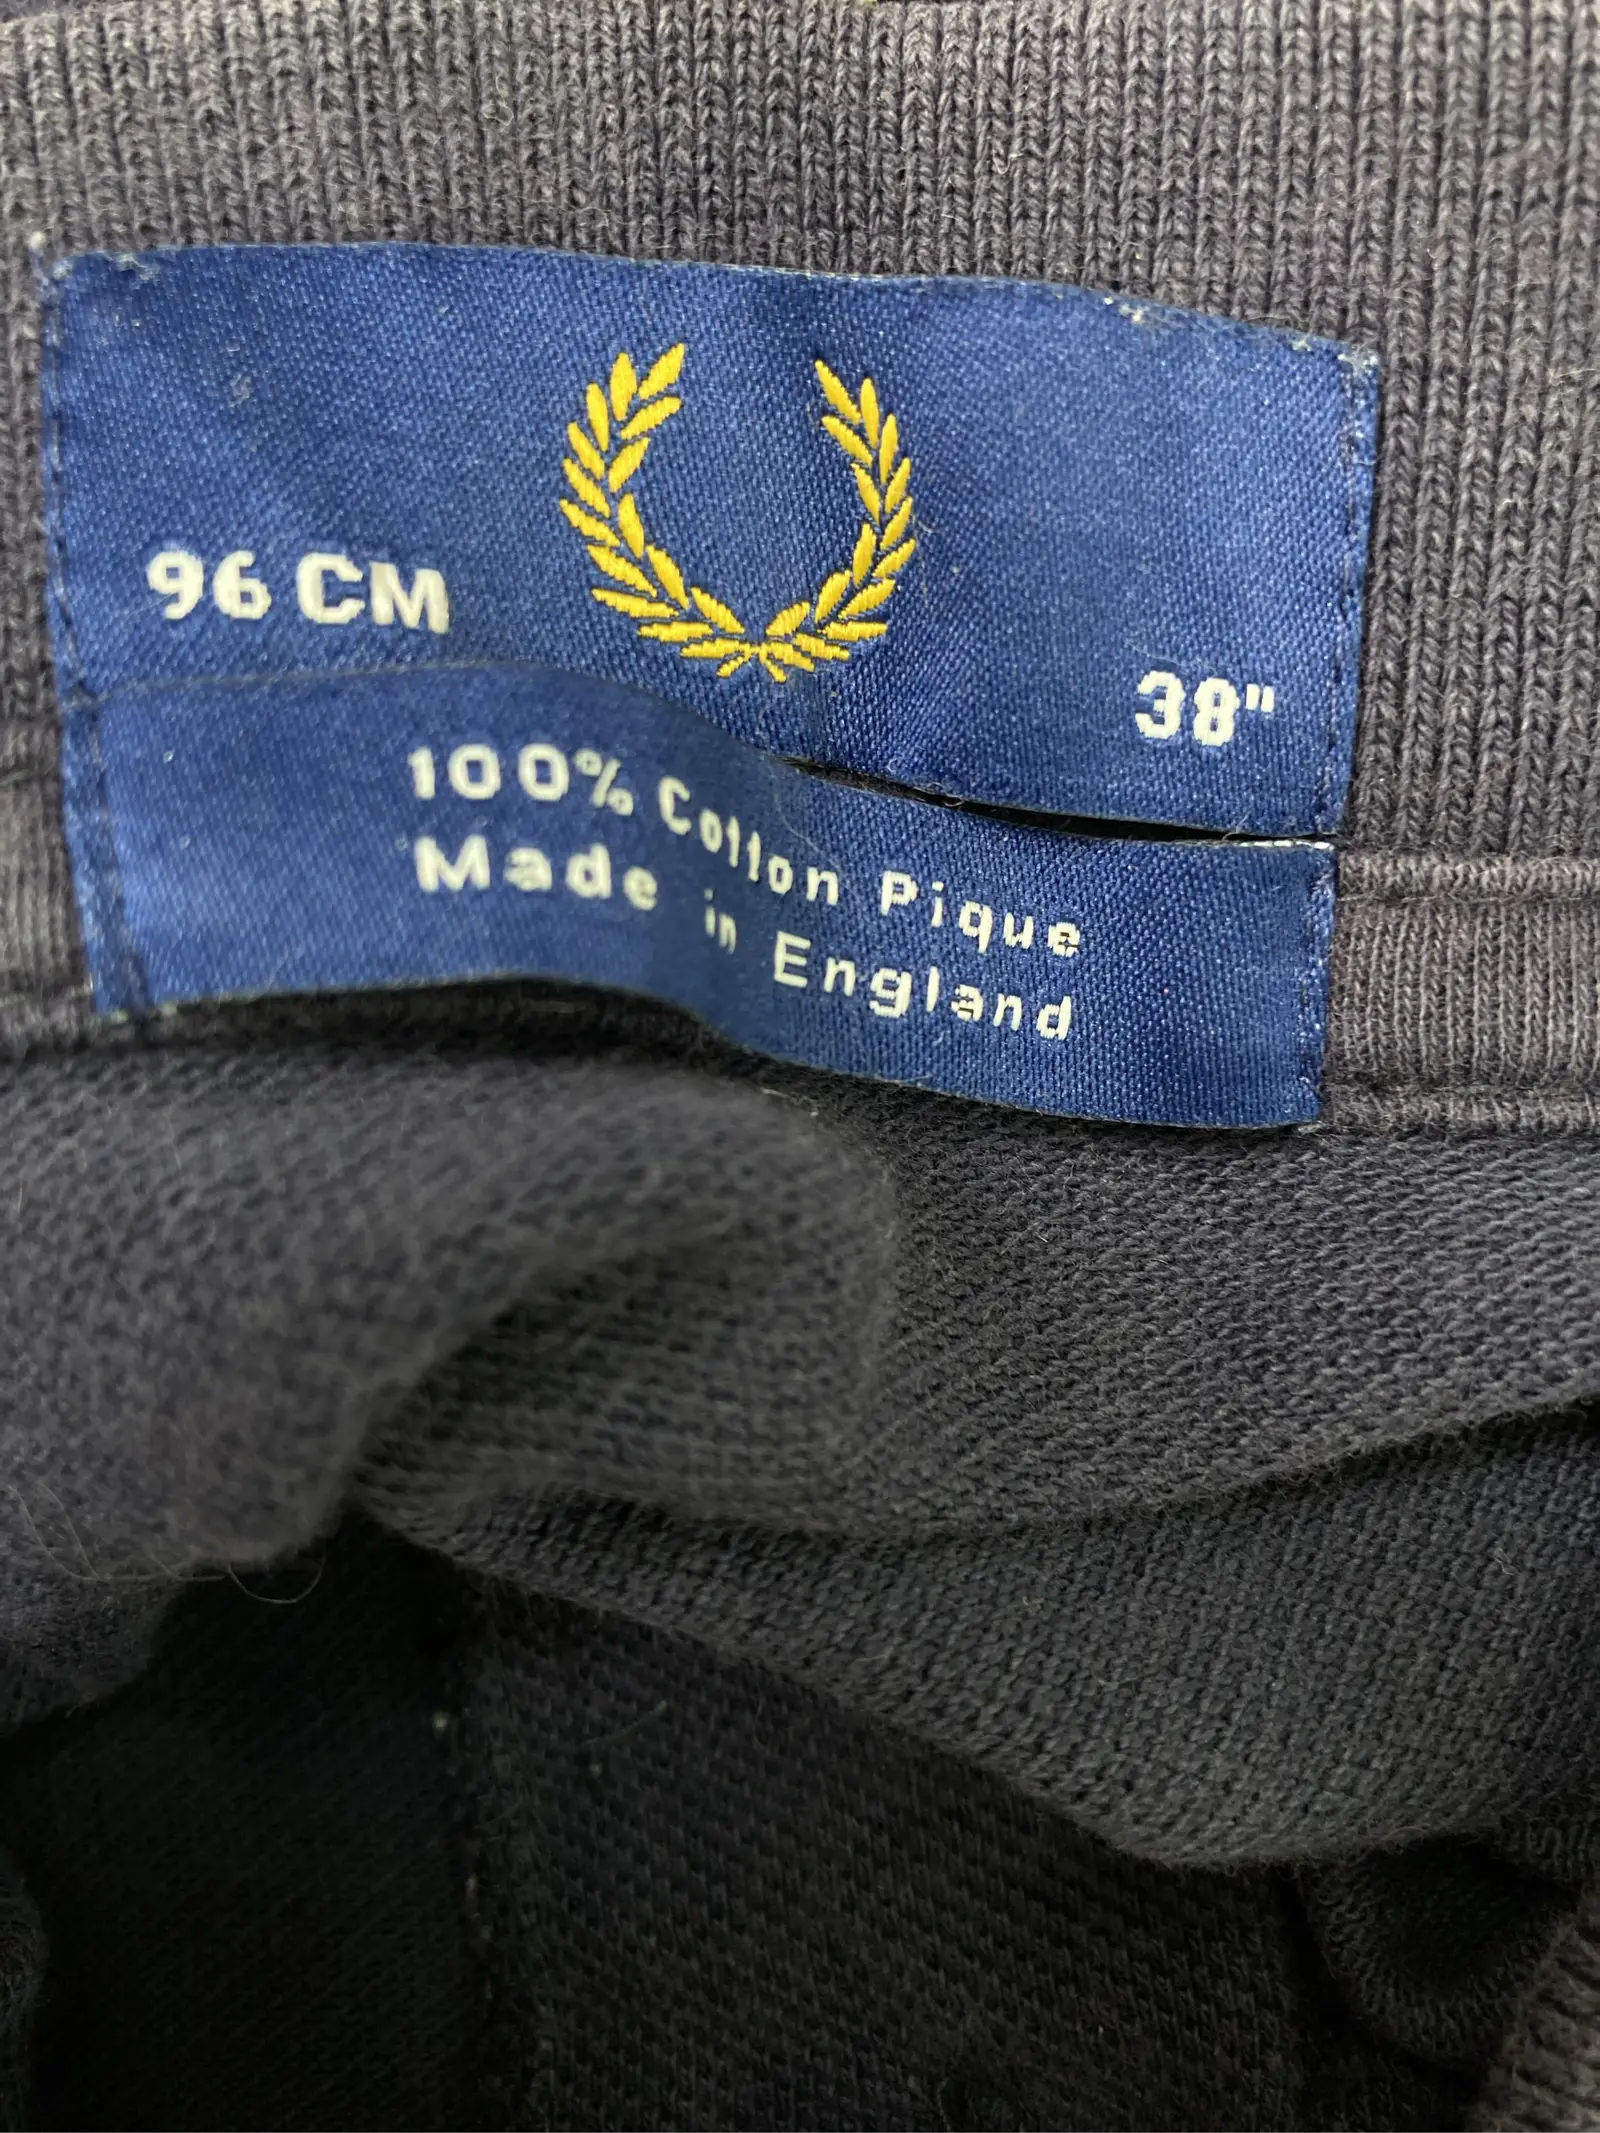 96 CM
38"
100% Cotton Pique
Made in England